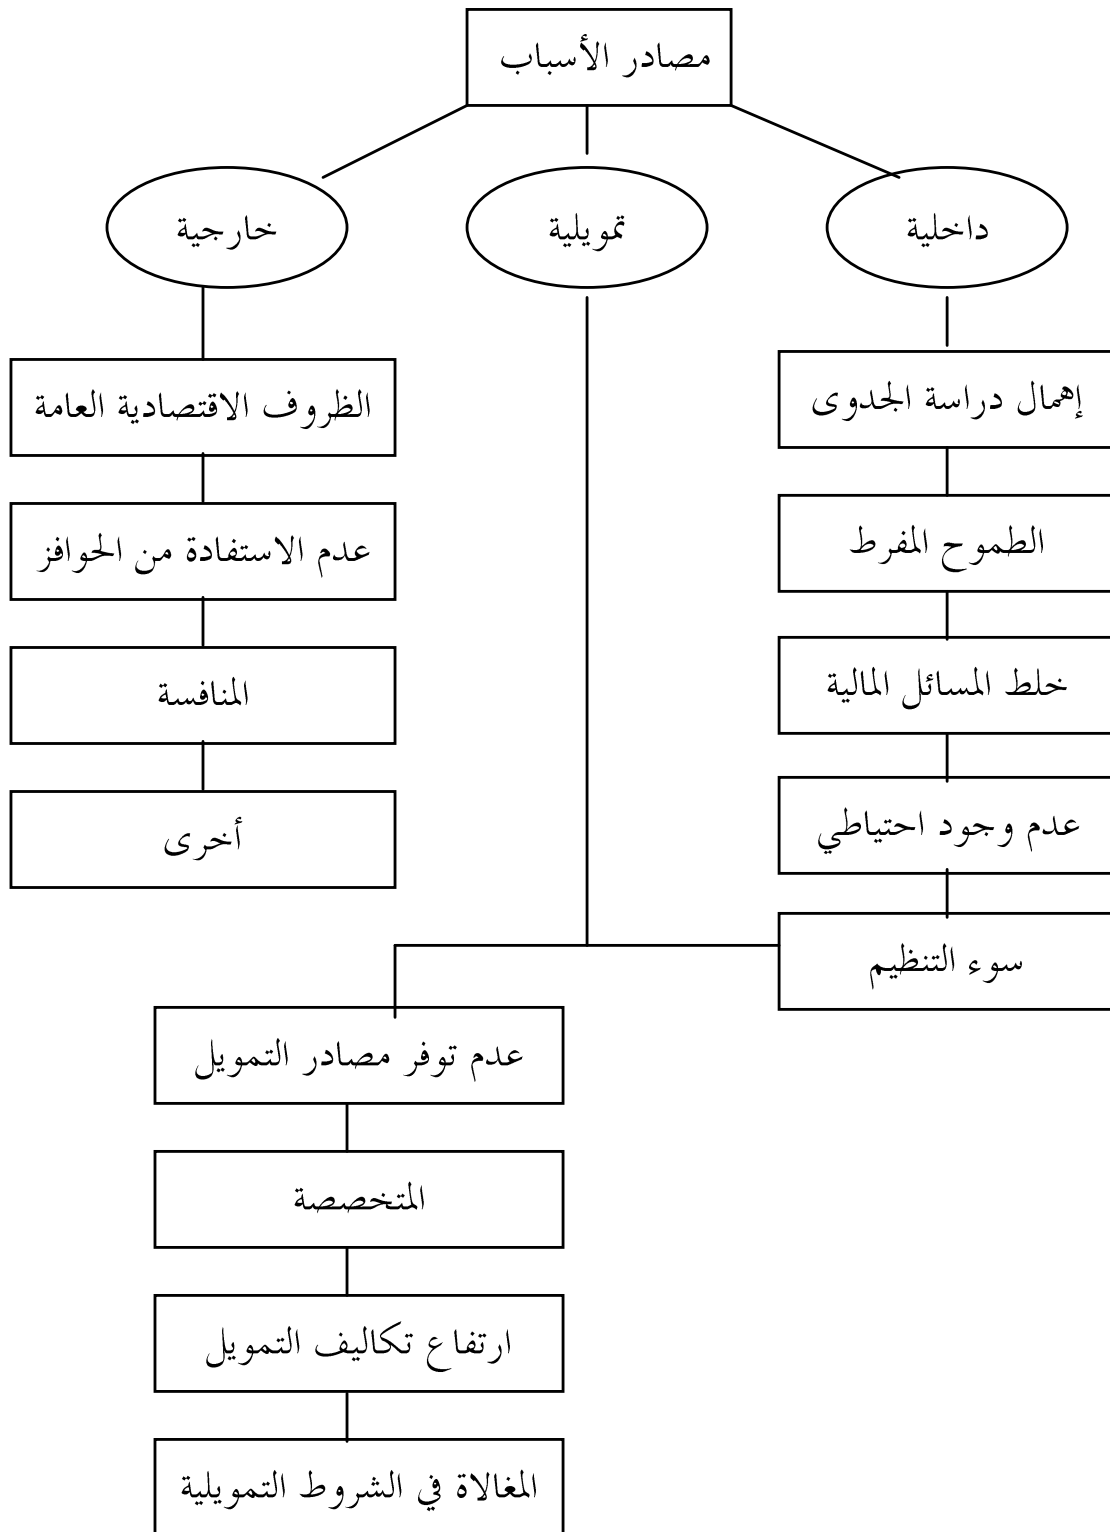 مصادر الأسباب
داخلية
تمويلية
خارجية
إهمال دراسة الجدوى
الطموح المفرط
خلط المسائل المالية
عدم وجود احتياطي
سوء التنظيم
عدم توفر مصادر التمويل
المتخصصة
ارتفاع تكاليف التمويل
المغالاة في الشروط التمويلية
الظروف الاقتصادية العامة
عدم الاستفادة من الحوافز
المنافسة
أخرى